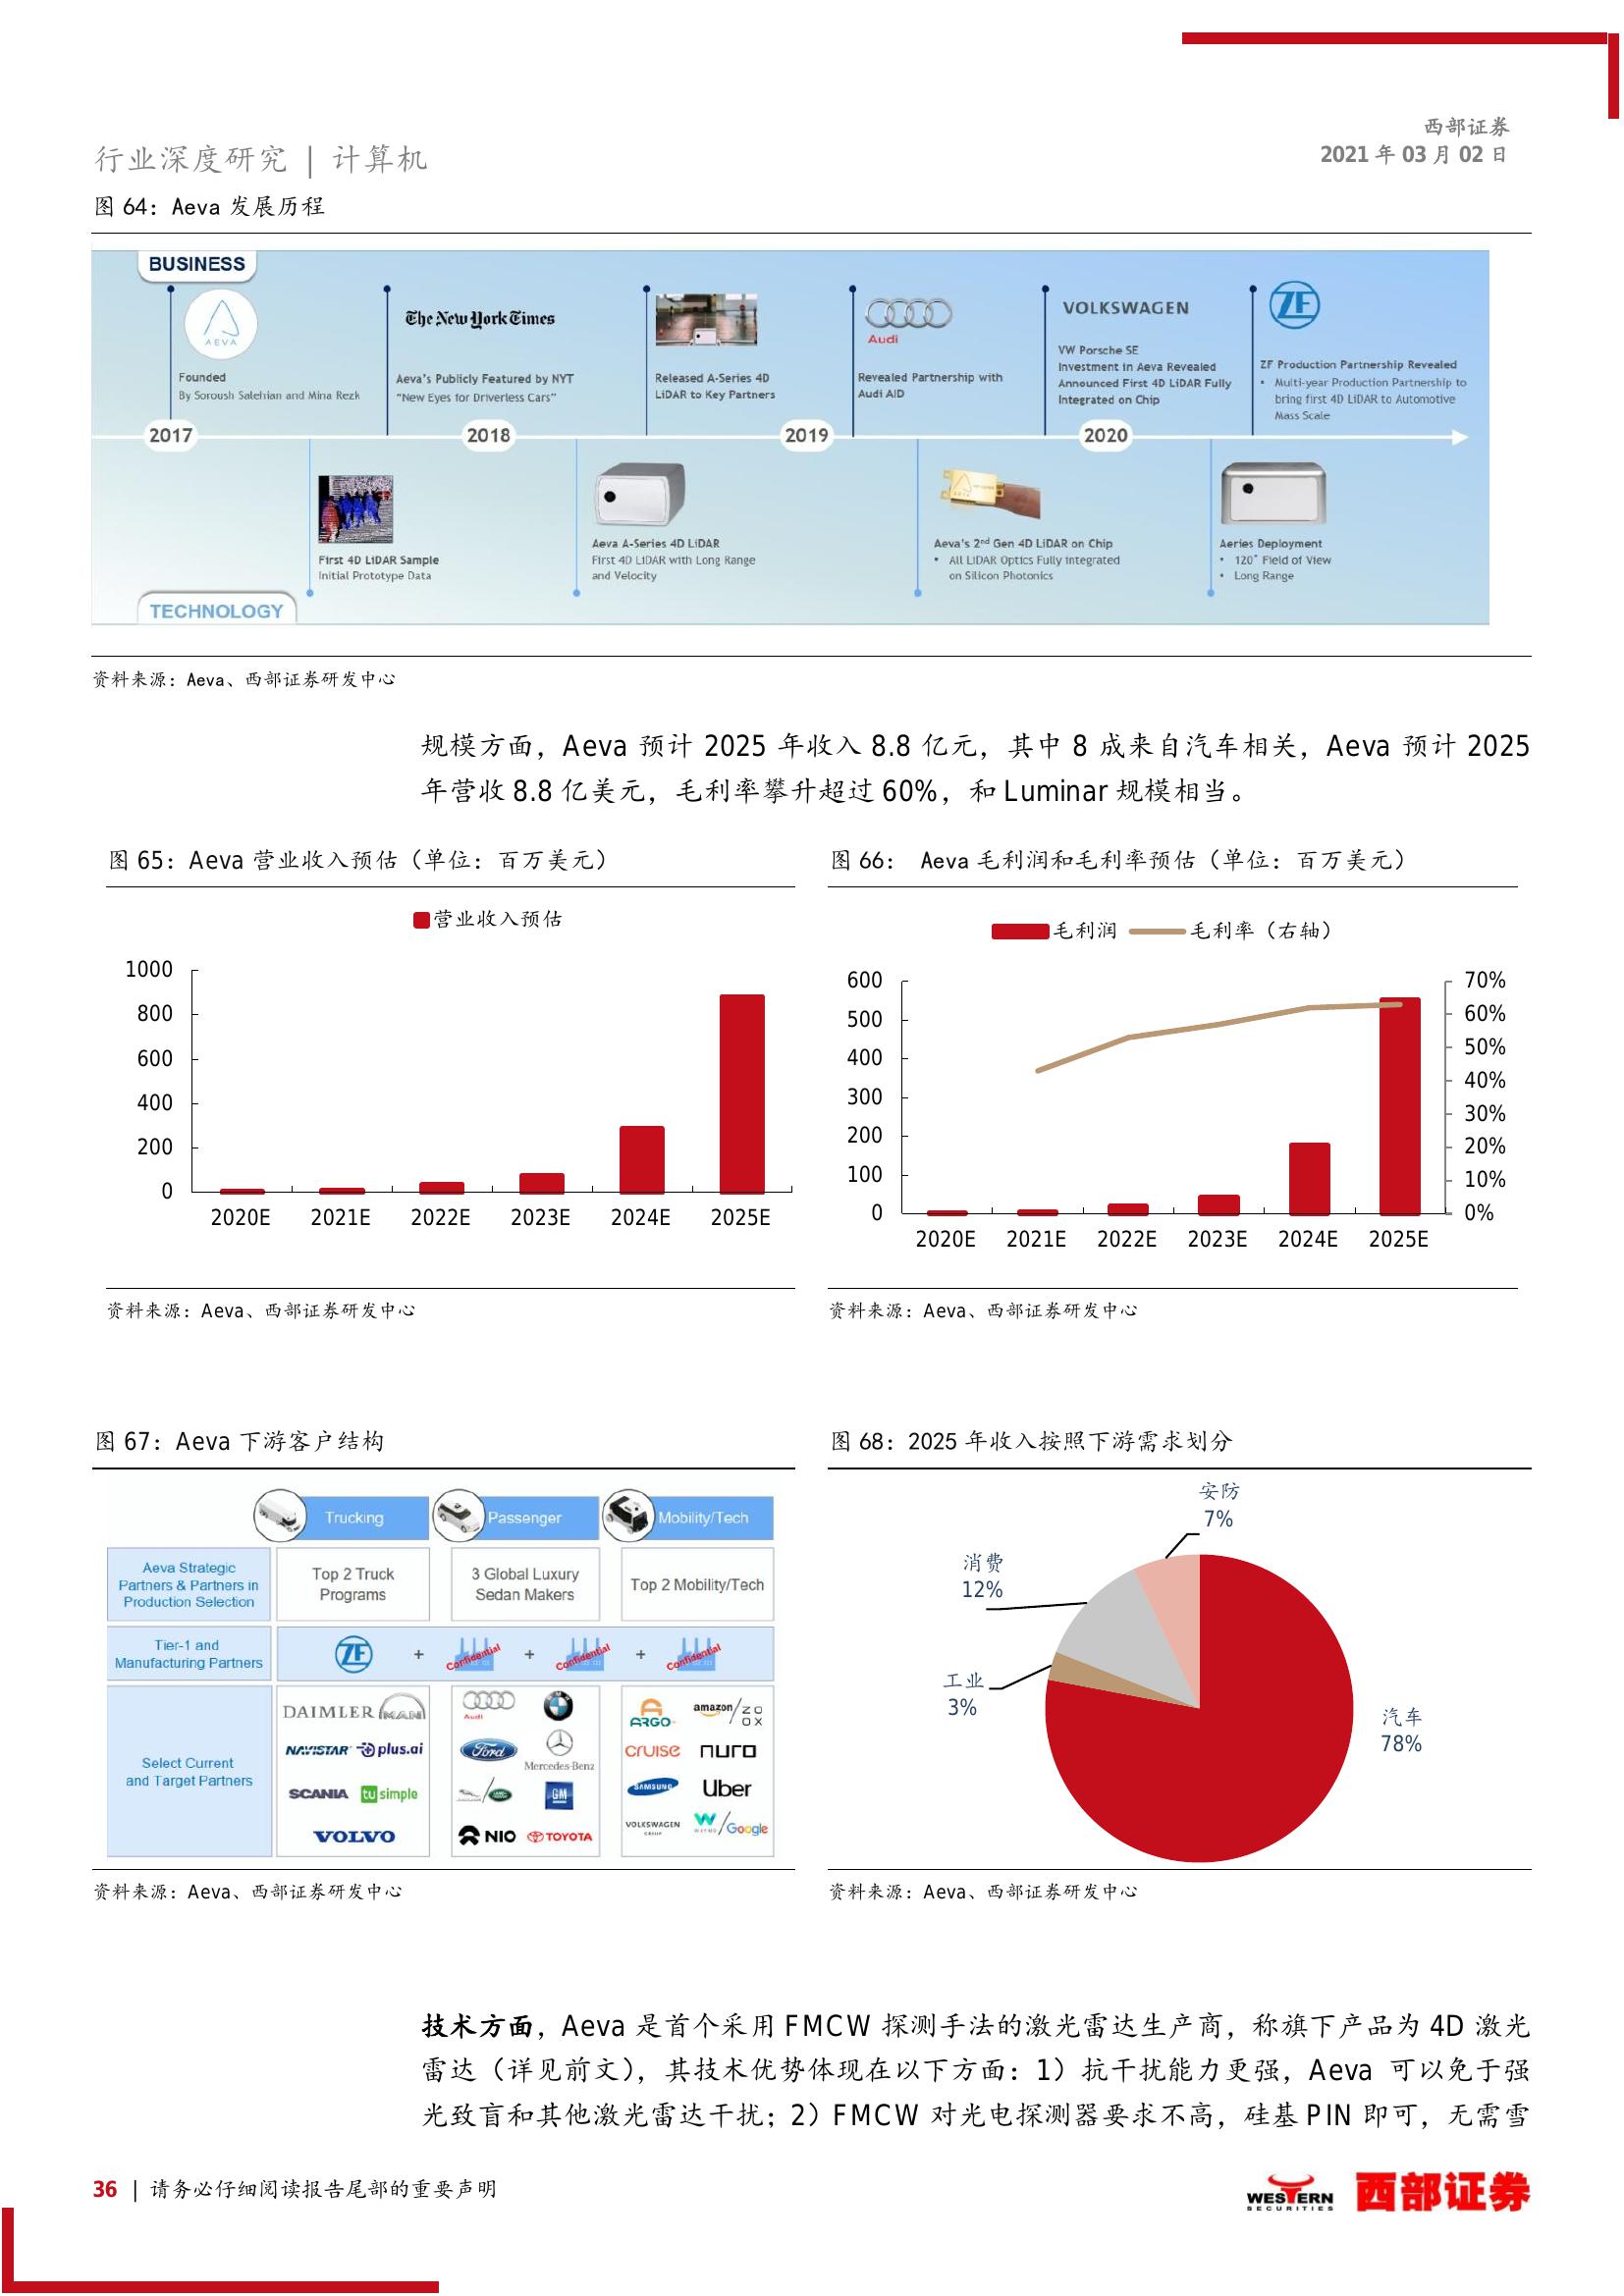 西部证券
2021 年 03 月 02 日
行业深度研究 | 计算机
图 64：Aeva 发展历程
BUSINESS
AEVA
Founded
By Soroush Salehian and Mina Rezk
The New York Times
Aeva's Publicly Featured by NYT
"New Eyes for Driverless Cars"
Released A-Series 4D
LiDAR to Key Partners
Audi
Revealed Partnership with
Audi AID
VOLKSWAGEN
VW Porsche SE
Investment in Aeva Revealed
Announced First 4D LiDAR Fully
Integrated on Chip
ZF
ZF Production Partnership Revealed
• Multi-year Production Partnership to
bring first 4D LiDAR to Automotive
Mass Scale
2017
2018
2019
2020
First 4D LiDAR Sample
Initial Prototype Data
Aeva A-Series 4D LiDAR
First 4D LiDAR with Long Range
and Velocity
Aeva's 2nd Gen 4D LiDAR on Chip
• All LiDAR Optics Fully Integrated
on Silicon Photonics
Aeries Deployment
• 120° Field of View
• Long Range
TECHNOLOGY
资料来源：Aeva、西部证券研发中心
规模方面，Aeva 预计 2025 年收入 8.8 亿元，其中 8 成来自汽车相关，Aeva 预计 2025
年营收 8.8 亿美元，毛利率攀升超过 60%，和 Luminar 规模相当。
图 65：Aeva 营业收入预估（单位：百万美元）
营业收入预估
1000
800
600
400
200
0
2020E 2021E 2022E 2023E 2024E 2025E
资料来源：Aeva、西部证券研发中心
图 66： Aeva 毛利润和毛利率预估（单位：百万美元）
毛利润 毛利率（右轴）
600 70%
500 60%
400 50%
300 40%
200 30%
100 20%
0 10%
0%
2020E 2021E 2022E 2023E 2024E 2025E
资料来源：Aeva、西部证券研发中心
图 67：Aeva 下游客户结构
Trucking Passenger Mobility/Tech
Aeva Strategic
Partners & Partners in
Production Selection
Top 2 Truck
Programs
3 Global Luxury
Sedan Makers
Top 2 Mobility/Tech
Tier-1 and
Manufacturing Partners
ZF + Confidential + Confidential + Confidential
Select Current
and Target Partners
DAIMLER MAN
NAVISTAR plus.ai
SCANIA tu simple
VOLVO
Audi BMW
Ford Mercedes-Benz
GM
NIO TOYOTA
ARGO amazon/ZOOX
cruise nuro
SAMSUNG Uber
VOLKSWAGEN GROUP WAYMO/Google
资料来源：Aeva、西部证券研发中心
图 68：2025 年收入按照下游需求划分
安防
7%
消费
12%
工业
3%
汽车
78%
资料来源：Aeva、西部证券研发中心
技术方面，Aeva 是首个采用 FMCW 探测手法的激光雷达生产商，称旗下产品为 4D 激光
雷达（详见前文），其技术优势体现在以下方面：1）抗干扰能力更强，Aeva 可以免于强
光致盲和其他激光雷达干扰；2）FMCW 对光电探测器要求不高，硅基 PIN 即可，无需雪
36 | 请务必仔细阅读报告尾部的重要声明
WESTERN
SECURITIES
西部证券